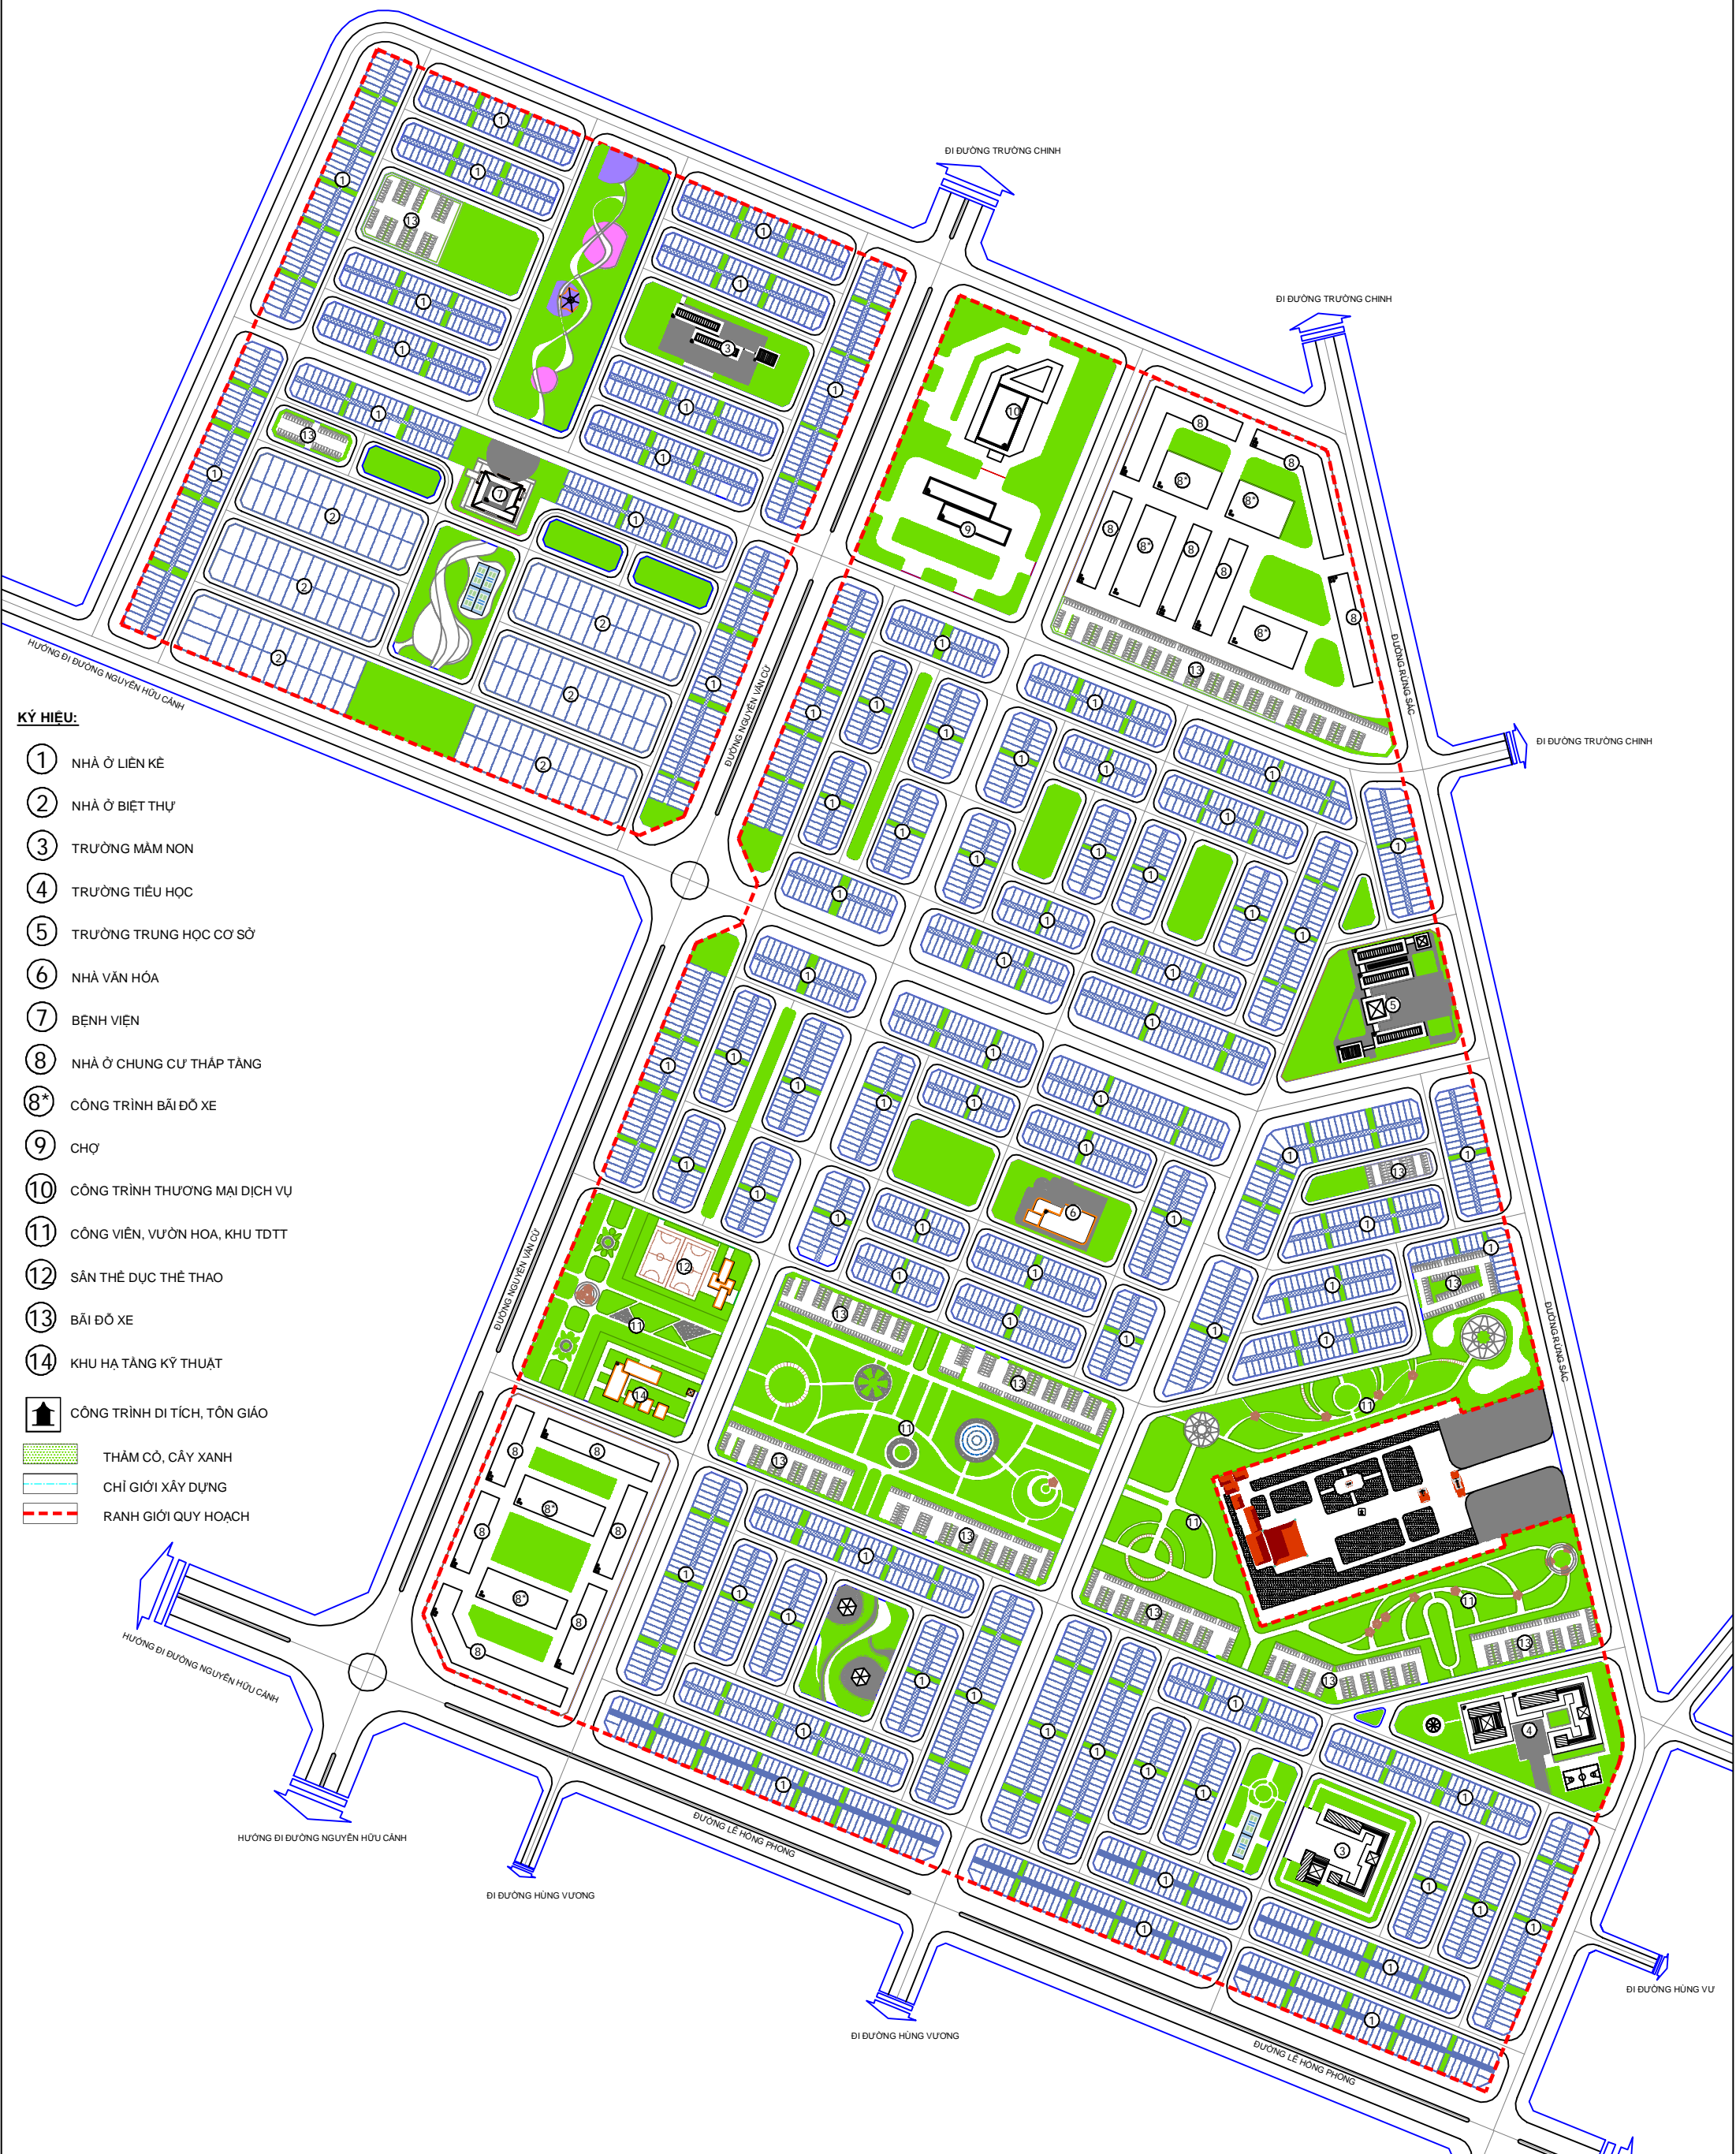 ĐI ĐƯỜNG TRƯỜNG CHINH
ĐI ĐƯỜNG TRƯỜNG CHINH
ĐI ĐƯỜNG TRƯỜNG CHINH
ĐƯỜNG RỪNG SÁC
ĐƯỜNG NGUYỄN VĂN CỪ
HƯỚNG ĐI ĐƯỜNG NGUYỄN HỮU CẢNH
KÝ HIỆU:
1 NHÀ Ở LIÊN KẾ
2 NHÀ Ở BIỆT THỰ
3 TRƯỜNG MẦM NON
4 TRƯỜNG TIỂU HỌC
5 TRƯỜNG TRUNG HỌC CƠ SỞ
6 NHÀ VĂN HÓA
7 BỆNH VIỆN
8 NHÀ Ở CHUNG CƯ THẤP TẦNG
8* CÔNG TRÌNH BÃI ĐỖ XE
9 CHỢ
10 CÔNG TRÌNH THƯƠNG MẠI DỊCH VỤ
11 CÔNG VIÊN, VƯỜN HOA, KHU TDTT
12 SÂN THỂ DỤC THỂ THAO
13 BÃI ĐỖ XE
14 KHU HẠ TẦNG KỸ THUẬT
CÔNG TRÌNH DI TÍCH, TÔN GIÁO
THẢM CỎ, CÂY XANH
CHỈ GIỚI XÂY DỰNG
RANH GIỚI QUY HOẠCH
ĐƯỜNG NGUYỄN VĂN CỪ
ĐƯỜNG RỪNG SÁC
HƯỚNG ĐI ĐƯỜNG NGUYỄN HỮU CẢNH
HƯỚNG ĐI ĐƯỜNG NGUYỄN HỮU CẢNH
ĐƯỜNG LÊ HỒNG PHONG
ĐI ĐƯỜNG HÙNG VƯƠNG
ĐI ĐƯỜNG HÙNG VƯƠNG
ĐI ĐƯỜNG HÙNG VƯ
ĐƯỜNG LÊ HỒNG PHONG